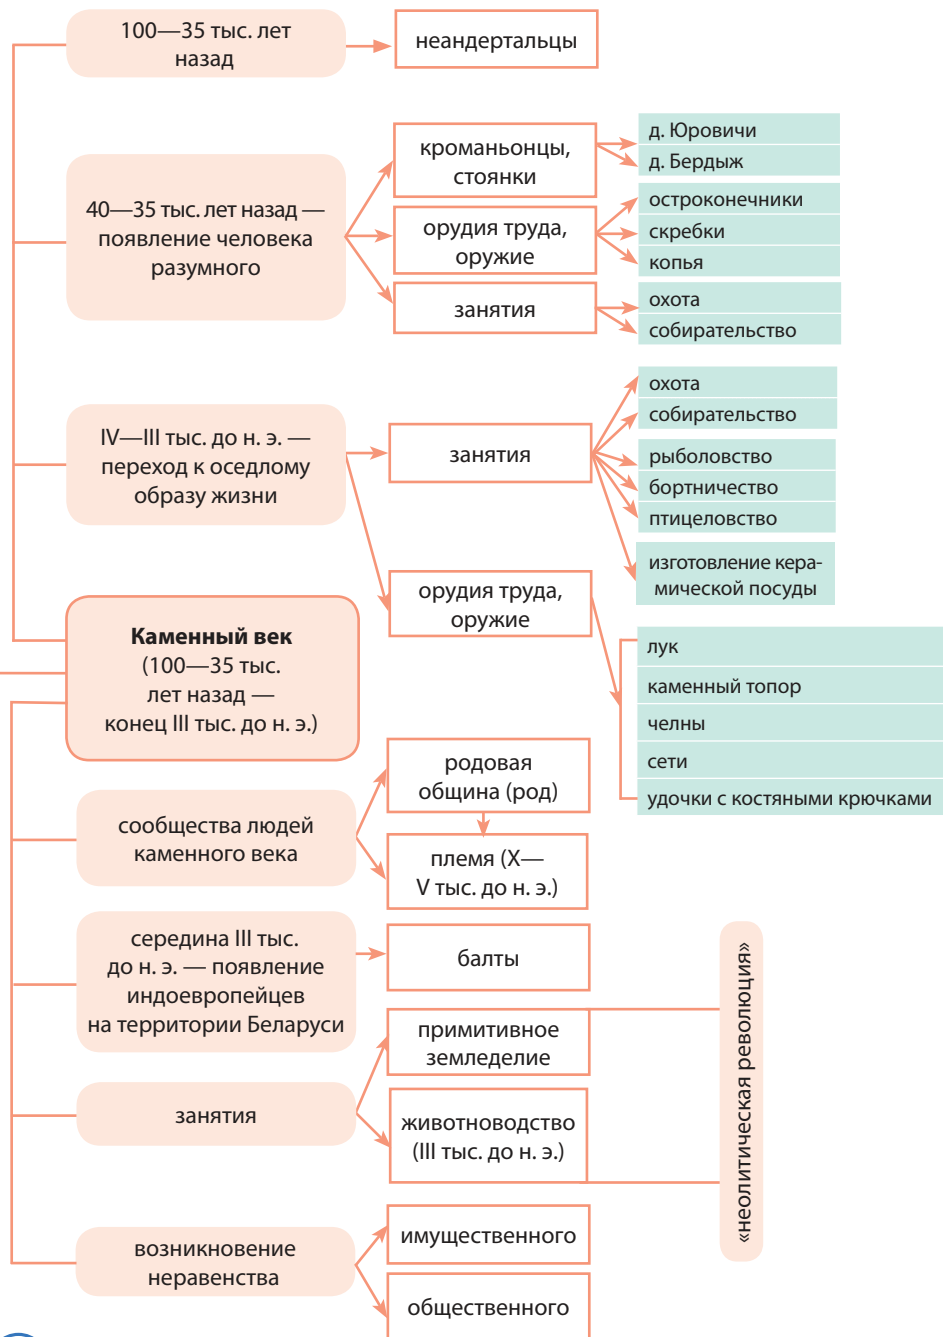 100—35 тыс. лет
назад
неандертальцы
40—35 тыс. лет назад —
появление человека
разумного
кроманьонцы,
стоянки
д. Юровичи
д. Бердыж
орудия труда,
оружие
остроконечники
скребки
копья
занятия
охота
собирательство
IV—III тыс. до н. э. —
переход к оседлому
образу жизни
занятия
охота
собирательство
рыболовство
бортничество
птицеловство
изготовление кера-
мической посуды
орудия труда,
оружие
лук
каменный топор
челны
сети
удочки с костяными крючками
Каменный век
(100—35 тыс.
лет назад —
конец III тыс. до н. э.)
сообщества людей
каменного века
родовая
община (род)
племя (X—
V тыс. до н. э.)
середина III тыс.
до н. э. — появление
индоевропейцев
на территории Беларуси
балты
занятия
примитивное
земледелие
животноводство
(III тыс. до н. э.)
«неолитическая революция»
возникновение
неравенства
имущественного
общественного